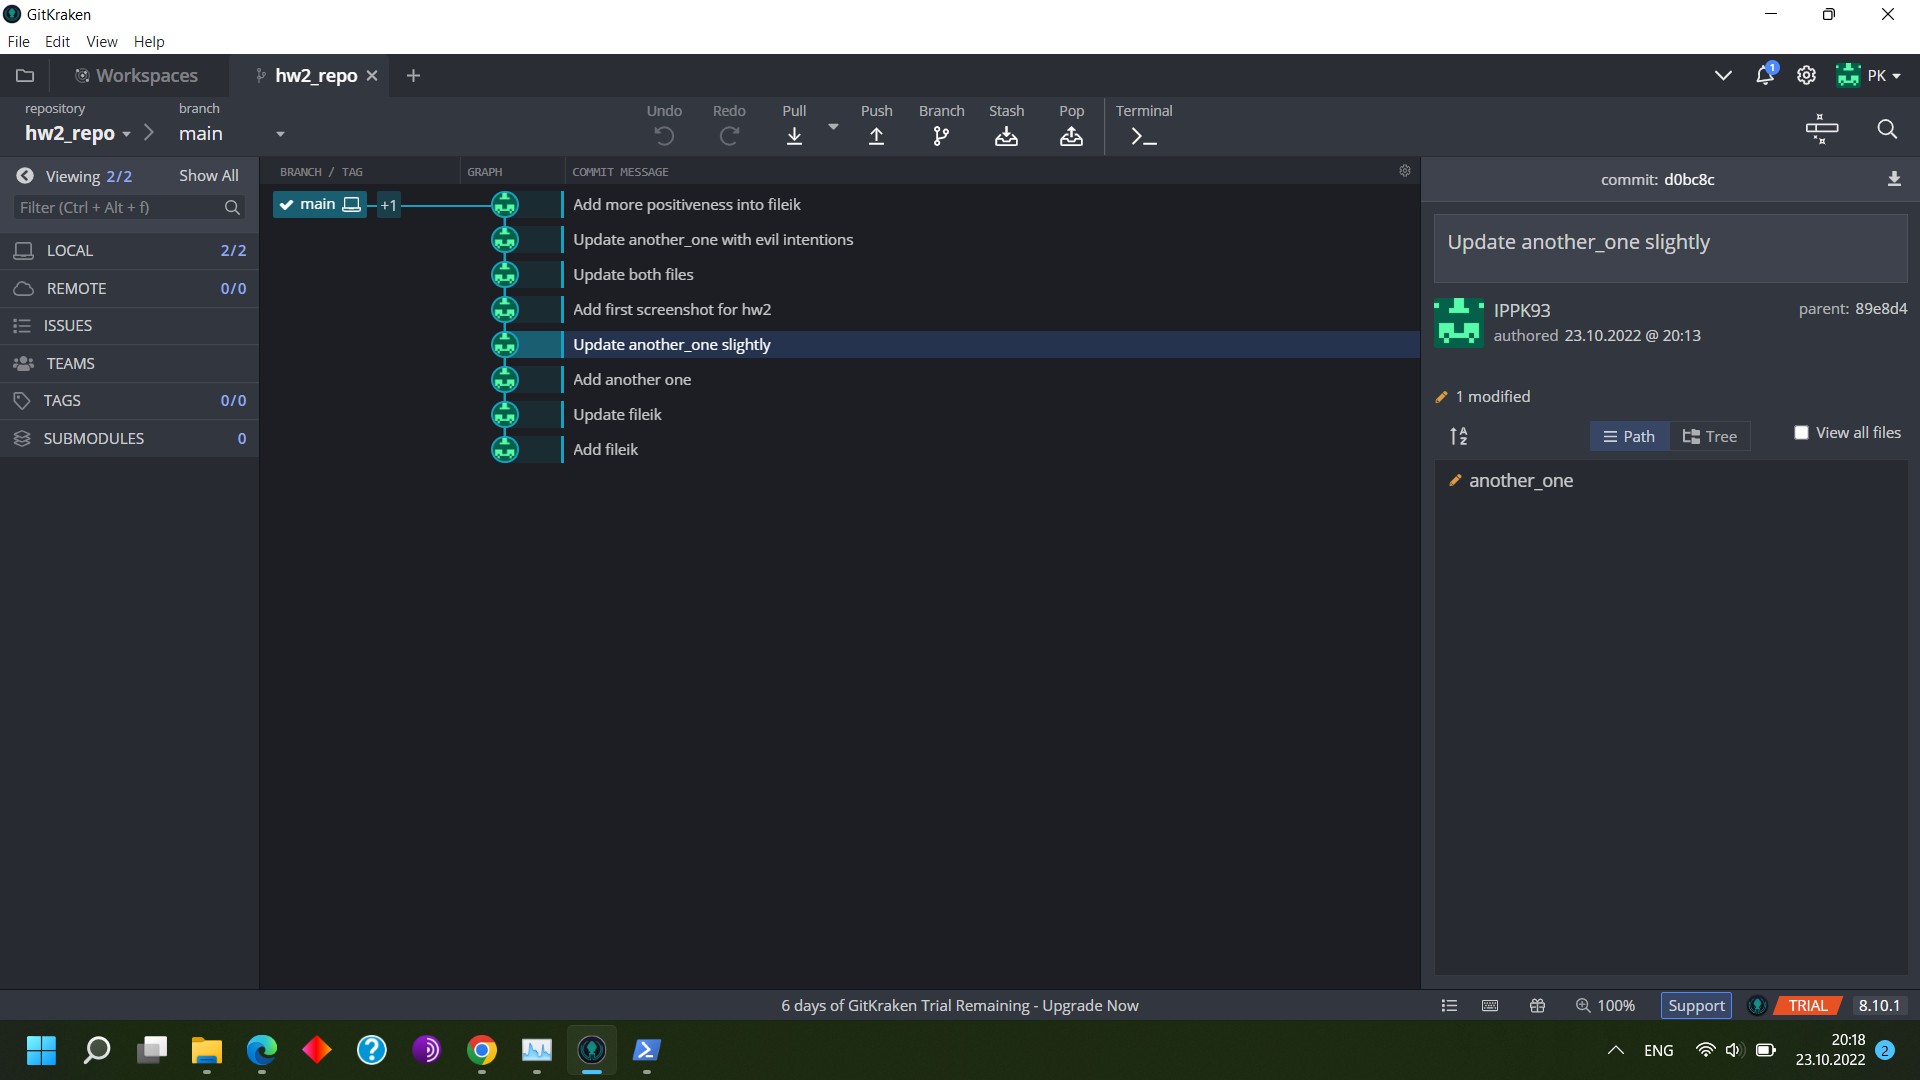 GitKraken
File Edit View Help
Workspaces hw2_repo 1 PK
repository branch
hw2_repo main
Undo Redo Pull Push Branch Stash Pop Terminal
Viewing 2/2 Show All
Filter (Ctrl + Alt + f)
LOCAL 2/2
REMOTE 0/0
ISSUES
TEAMS
TAGS 0/0
SUBMODULES 0
BRANCH / TAG GRAPH COMMIT MESSAGE
main +1 Add more positiveness into fileik
Update another_one with evil intentions
Update both files
Add first screenshot for hw2
Update another_one slightly
Add another one
Update fileik
Add fileik
commit: d0bc8c
Update another_one slightly
IPPK93 parent: 89e8d4
authored 23.10.2022 @ 20:13
1 modified
A Z Path Tree View all files
another_one
6 days of GitKraken Trial Remaining - Upgrade Now 100% Support TRIAL 8.10.1
ENG 20:18
23.10.2022 2